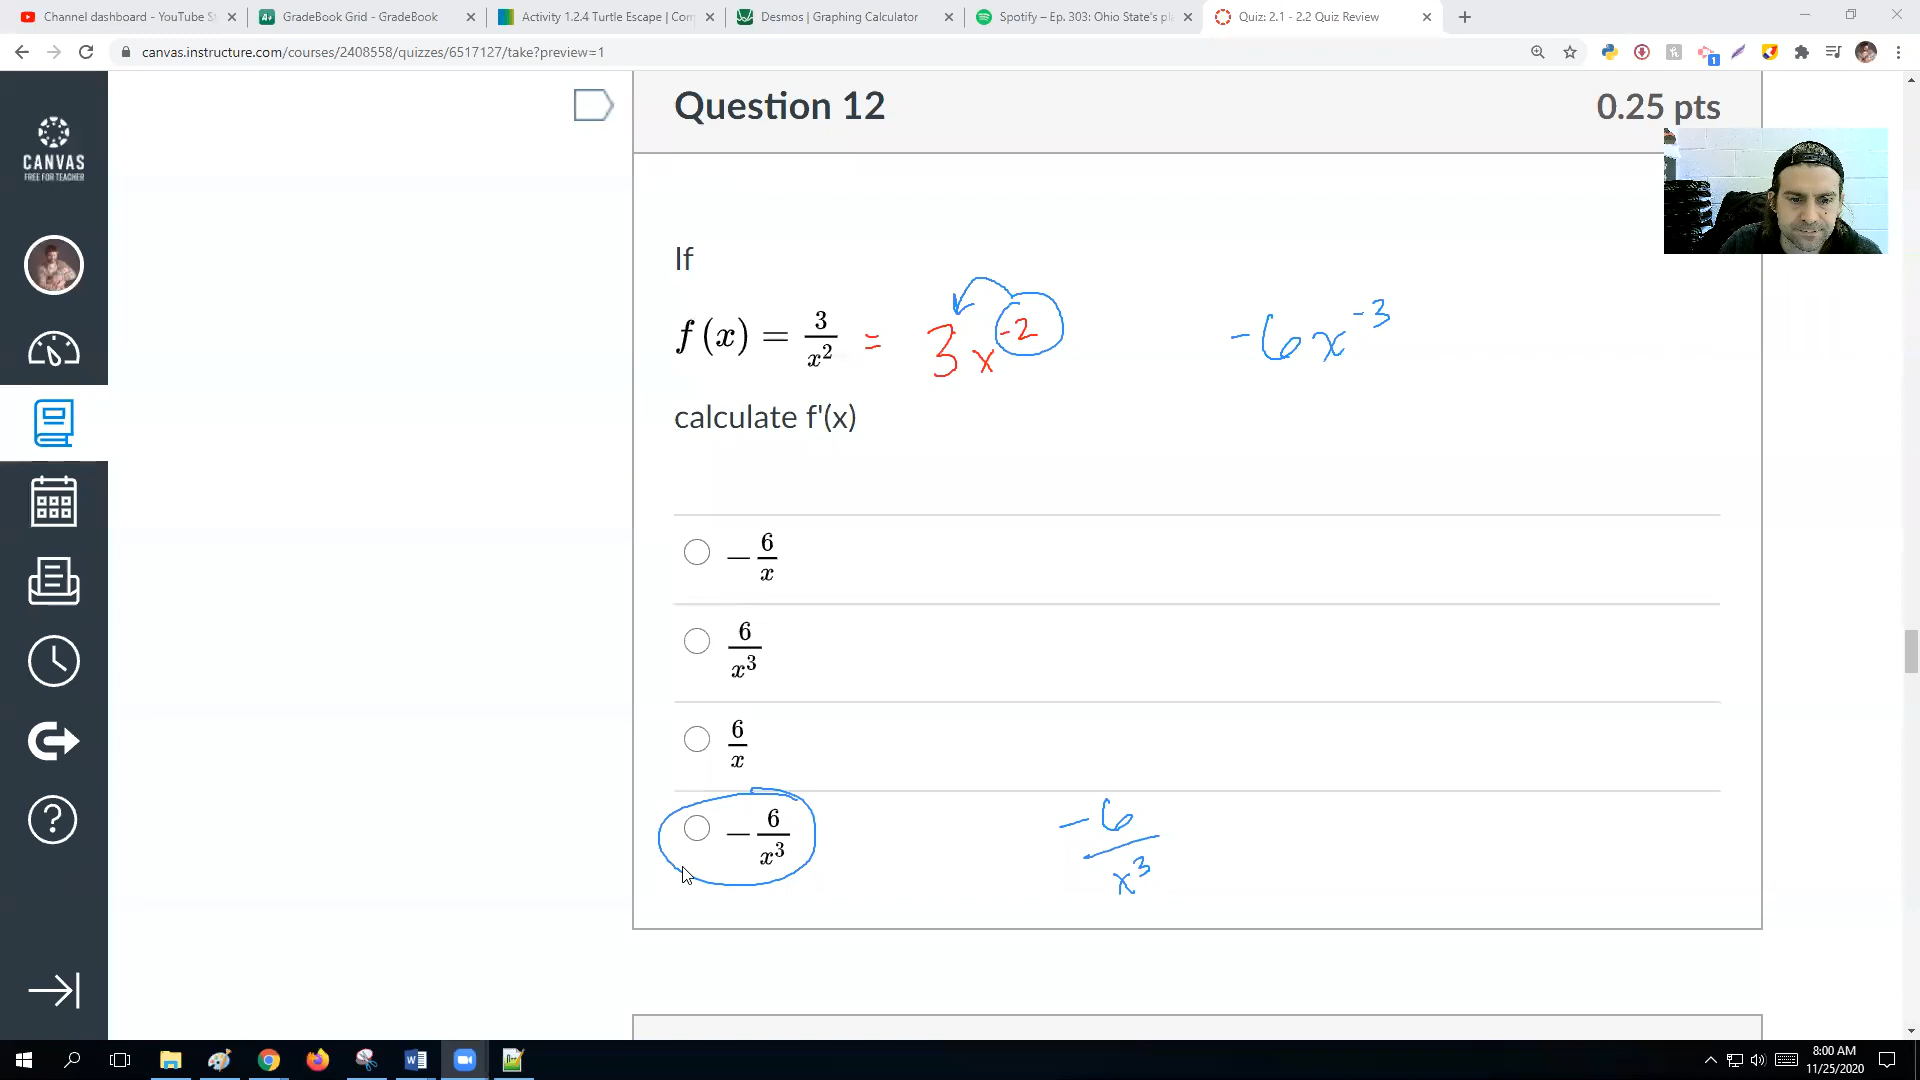 Channel dashboard - YouTube S
GradeBook Grid - GradeBook
Activity 1.2.4 Turtle Escape | Con
Desmos | Graphing Calculator
Spotify – Ep. 303: Ohio State's pl
Quiz: 2.1 - 2.2 Quiz Review
canvas.instructure.com/courses/2408558/quizzes/6517127/take?preview=1
1
CANVAS
FREE FOR TEACHER
Question 12
0.25 pts
If
f (x) = 3/x² = 3x⁻²
-6x⁻³
calculate f'(x)
− 6/x
6/x³
6/x
− 6/x³
-6/x³
8:00 AM
11/25/2020